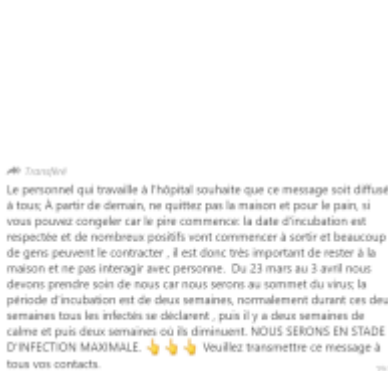 Transféré
Le personnel qui travaille à l'hôpital souhaite que ce message soit diffusé
à tous; À partir de demain, ne quittez pas la maison et pour le pain, si
vous pouvez congeler car le pire commence: la date d'incubation est
respectée et de nombreux positifs vont commencer à sortir et beaucoup
de gens peuvent le contracter , il est donc très important de rester à la
maison et ne pas interagir avec personne.  Du 23 mars au 3 avril nous
devons prendre soin de nous car nous serons au sommet du virus; la
période d'incubation est de deux semaines, normalement durant ces deu
semaines tous les infectés se déclarent , puis il y a deux semaines de
calme et puis deux semaines où ils diminuent. NOUS SERONS EN STADE
D'INFECTION MAXIMALE. 👆👆👆 Veuillez transmettre ce message à
tous vos contacts.